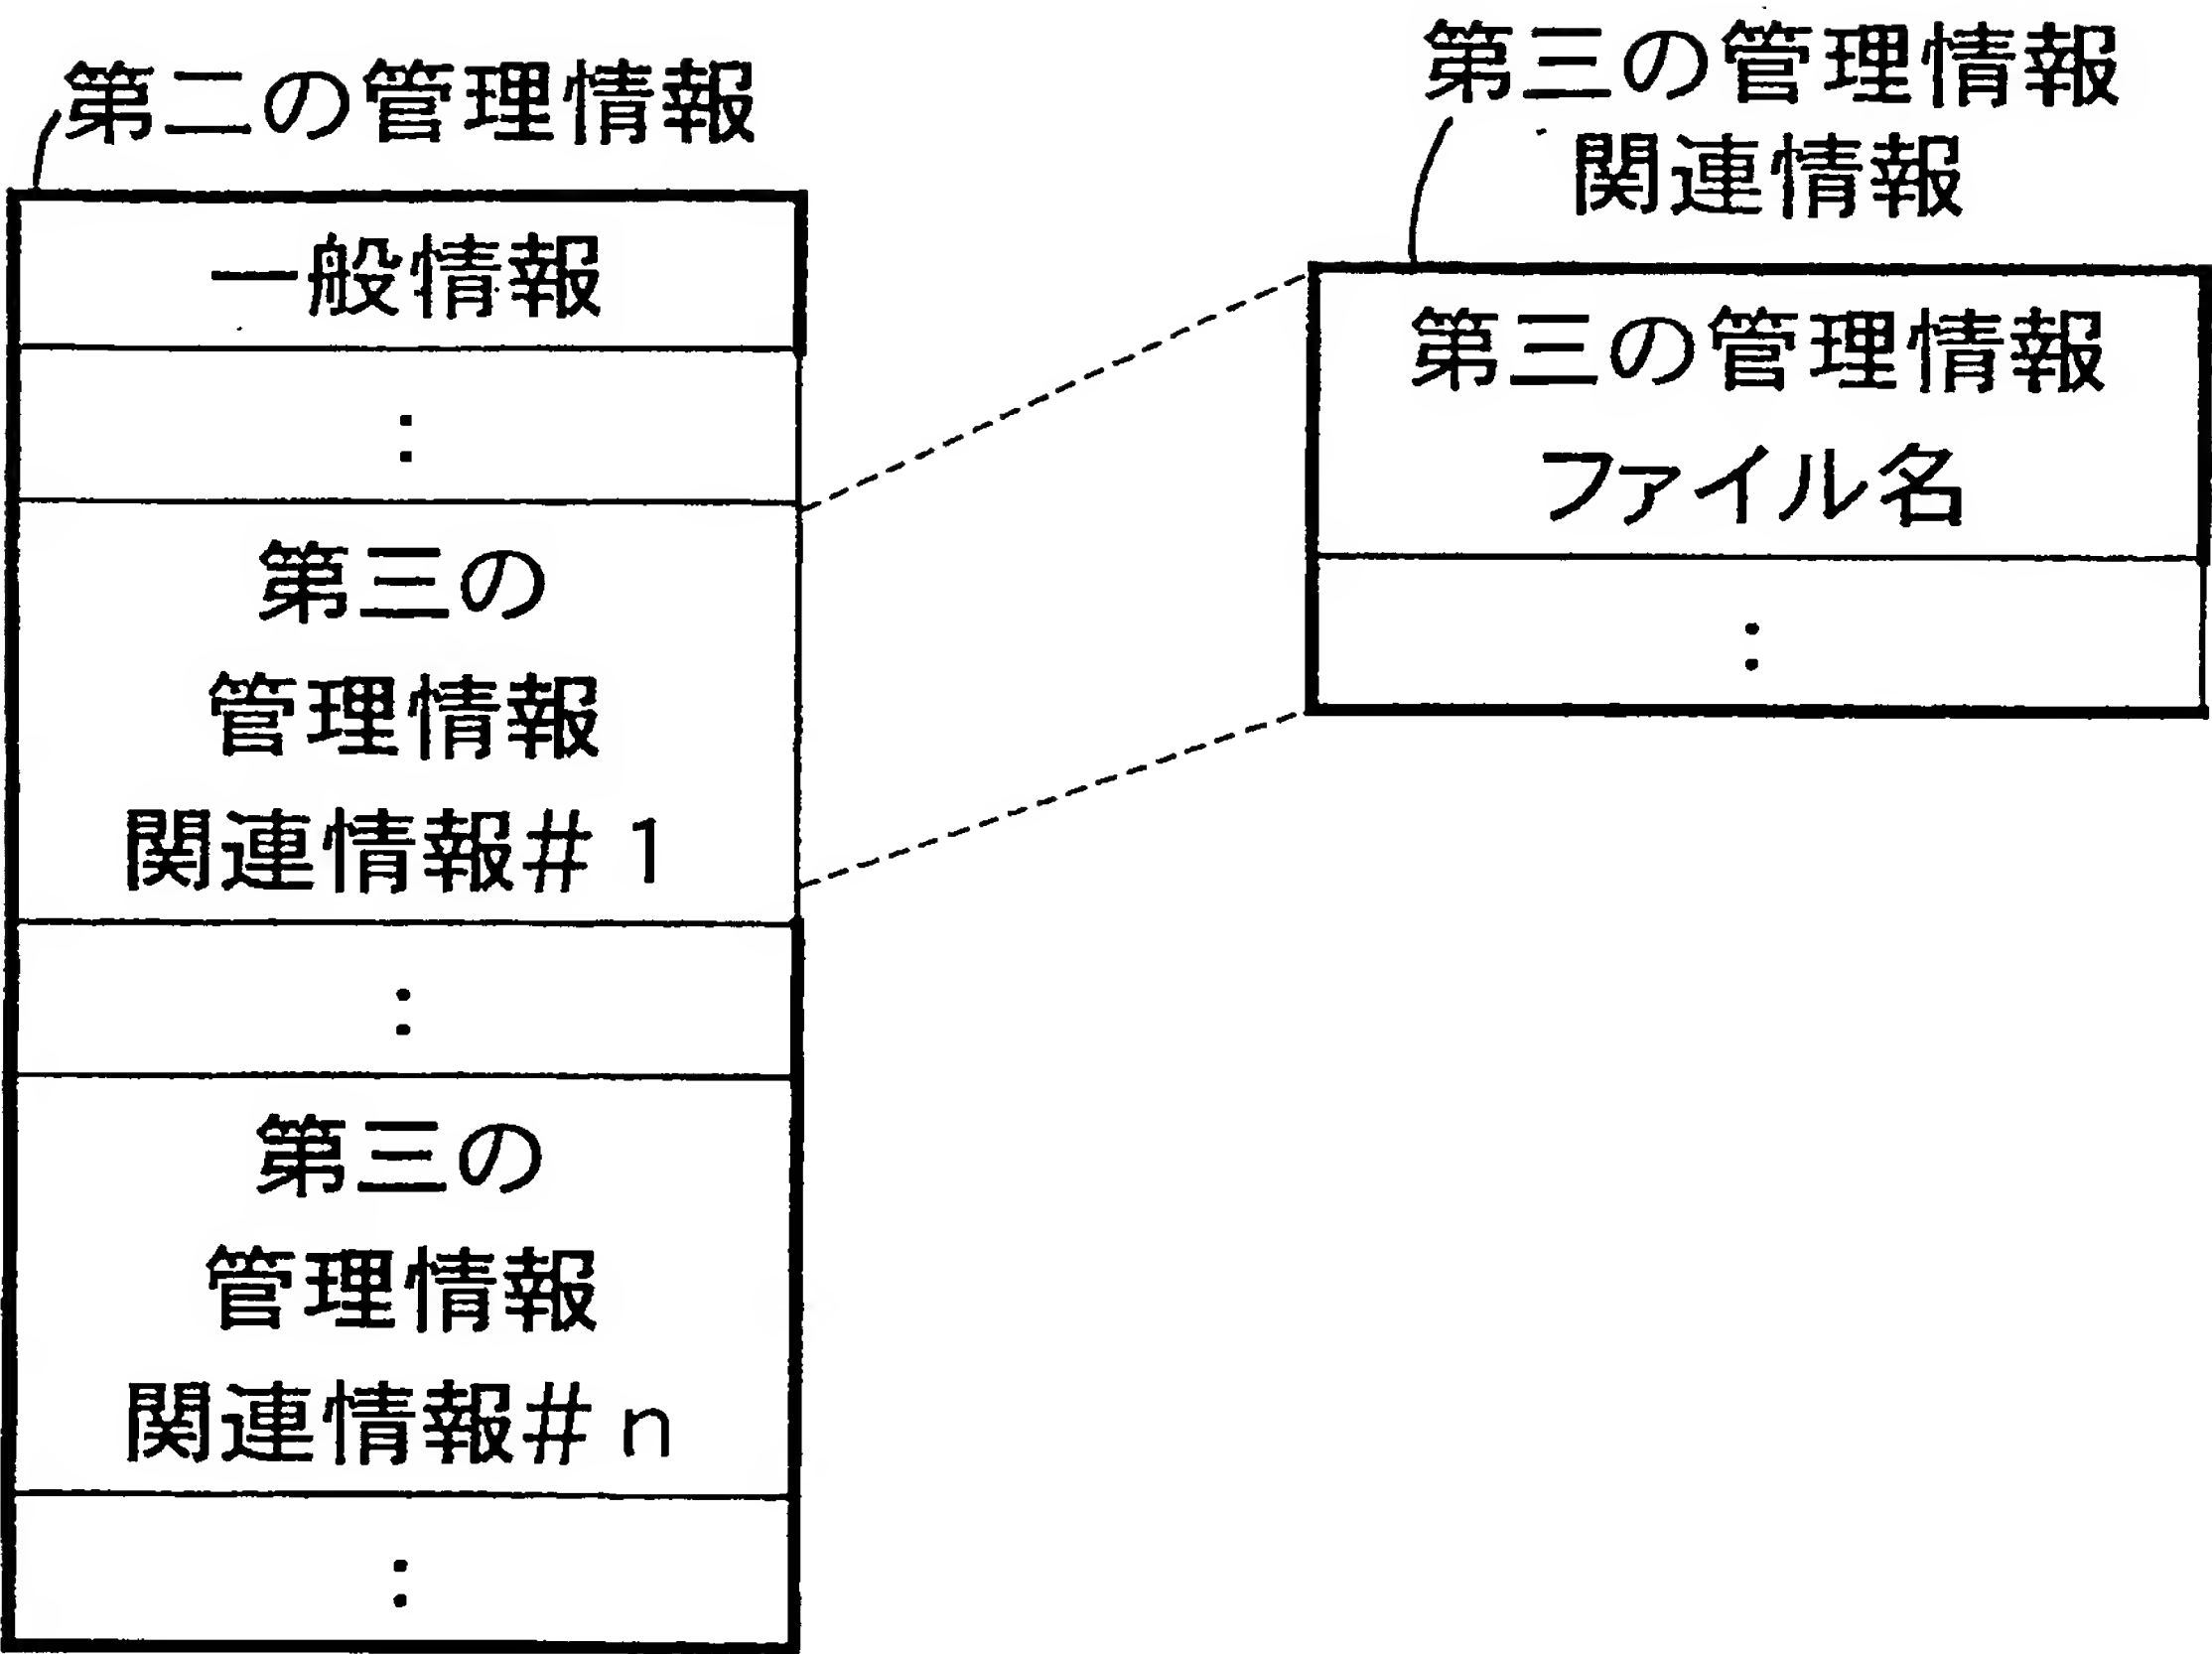 第二の管理情報
一般情報
:
第三の
管理情報
関連情報#1
:
第三の
管理情報
関連情報#n
:
第三の管理情報
関連情報
第三の管理情報
ファイル名
: